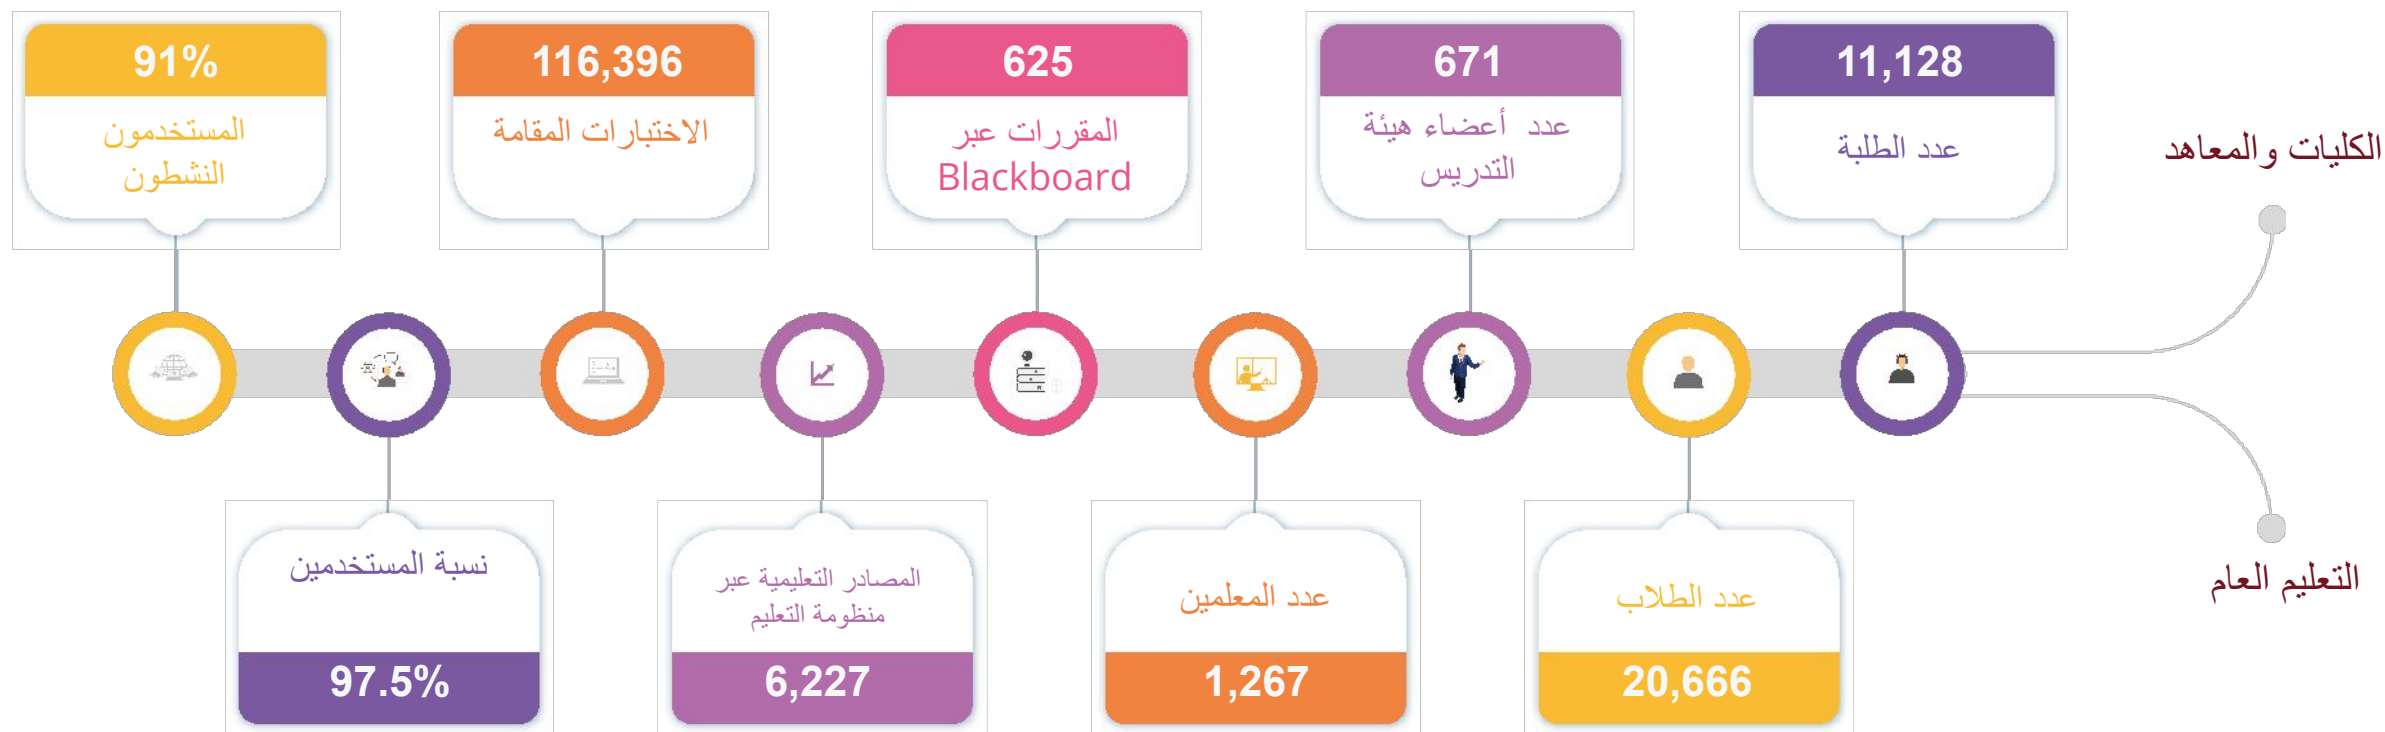 الكليات والمعاهد
11,128
عدد الطلبة
671
عدد أعضاء هيئة
التدريس
625
المقررات عبر
Blackboard
116,396
الاختبارات المقامة
91%
المستخدمون
النشطون
التعليم العام
عدد الطلاب
20,666
عدد المعلمين
1,267
المصادر التعليمية عبر
منظومة التعليم
6,227
نسبة المستخدمين
97.5%